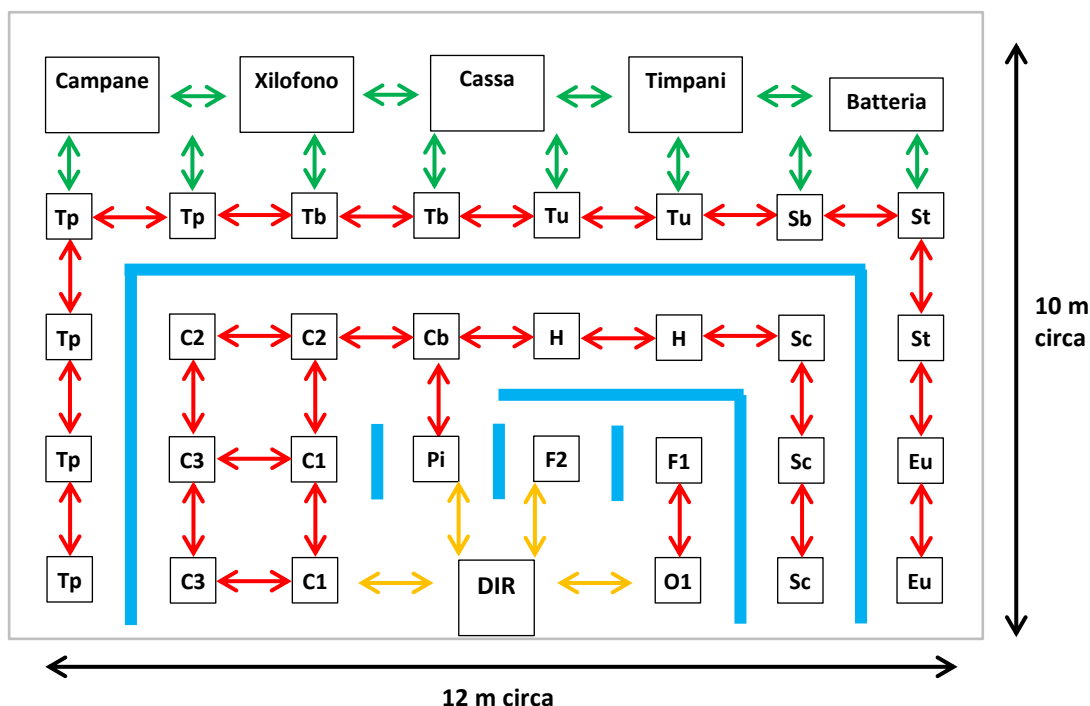 Campane Xilofono Cassa Timpani Batteria
Tp Tp Tb Tb Tu Tu Sb St
Tp C2 C2 Cb H H Sc St
10 m
circa
Tp C3 C1 Pi F2 F1 Sc Eu
Tp C3 C1 DIR O1 Sc Eu
12 m circa